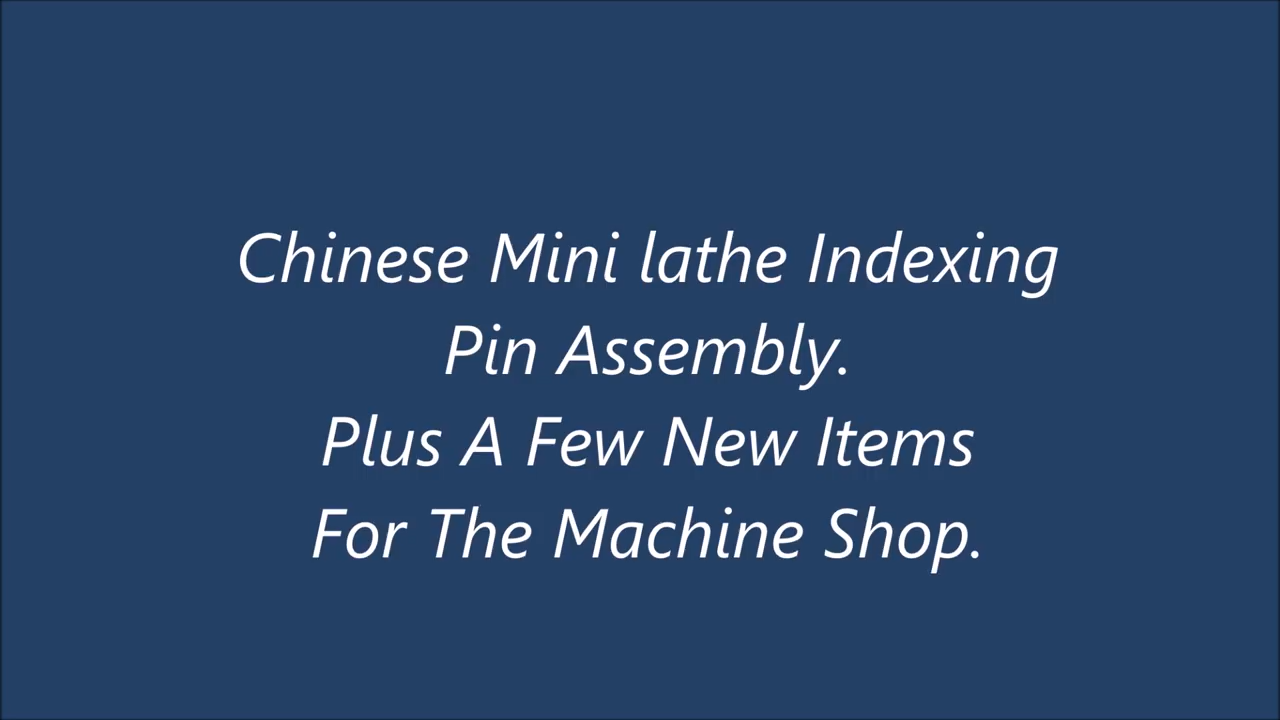 Chinese Mini lathe Indexing
Pin Assembly.
Plus A Few New Items
For The Machine Shop.